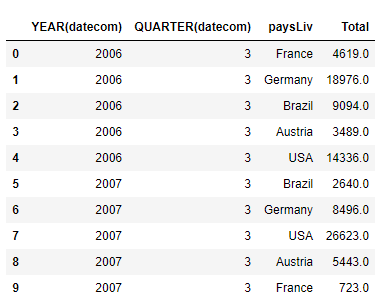 YEAR(datecom) QUARTER(datecom) paysLiv Total
0 2006 3 France 4619.0
1 2006 3 Germany 18976.0
2 2006 3 Brazil 9094.0
3 2006 3 Austria 3489.0
4 2006 3 USA 14336.0
5 2007 3 Brazil 2640.0
6 2007 3 Germany 8496.0
7 2007 3 USA 26623.0
8 2007 3 Austria 5443.0
9 2007 3 France 723.0